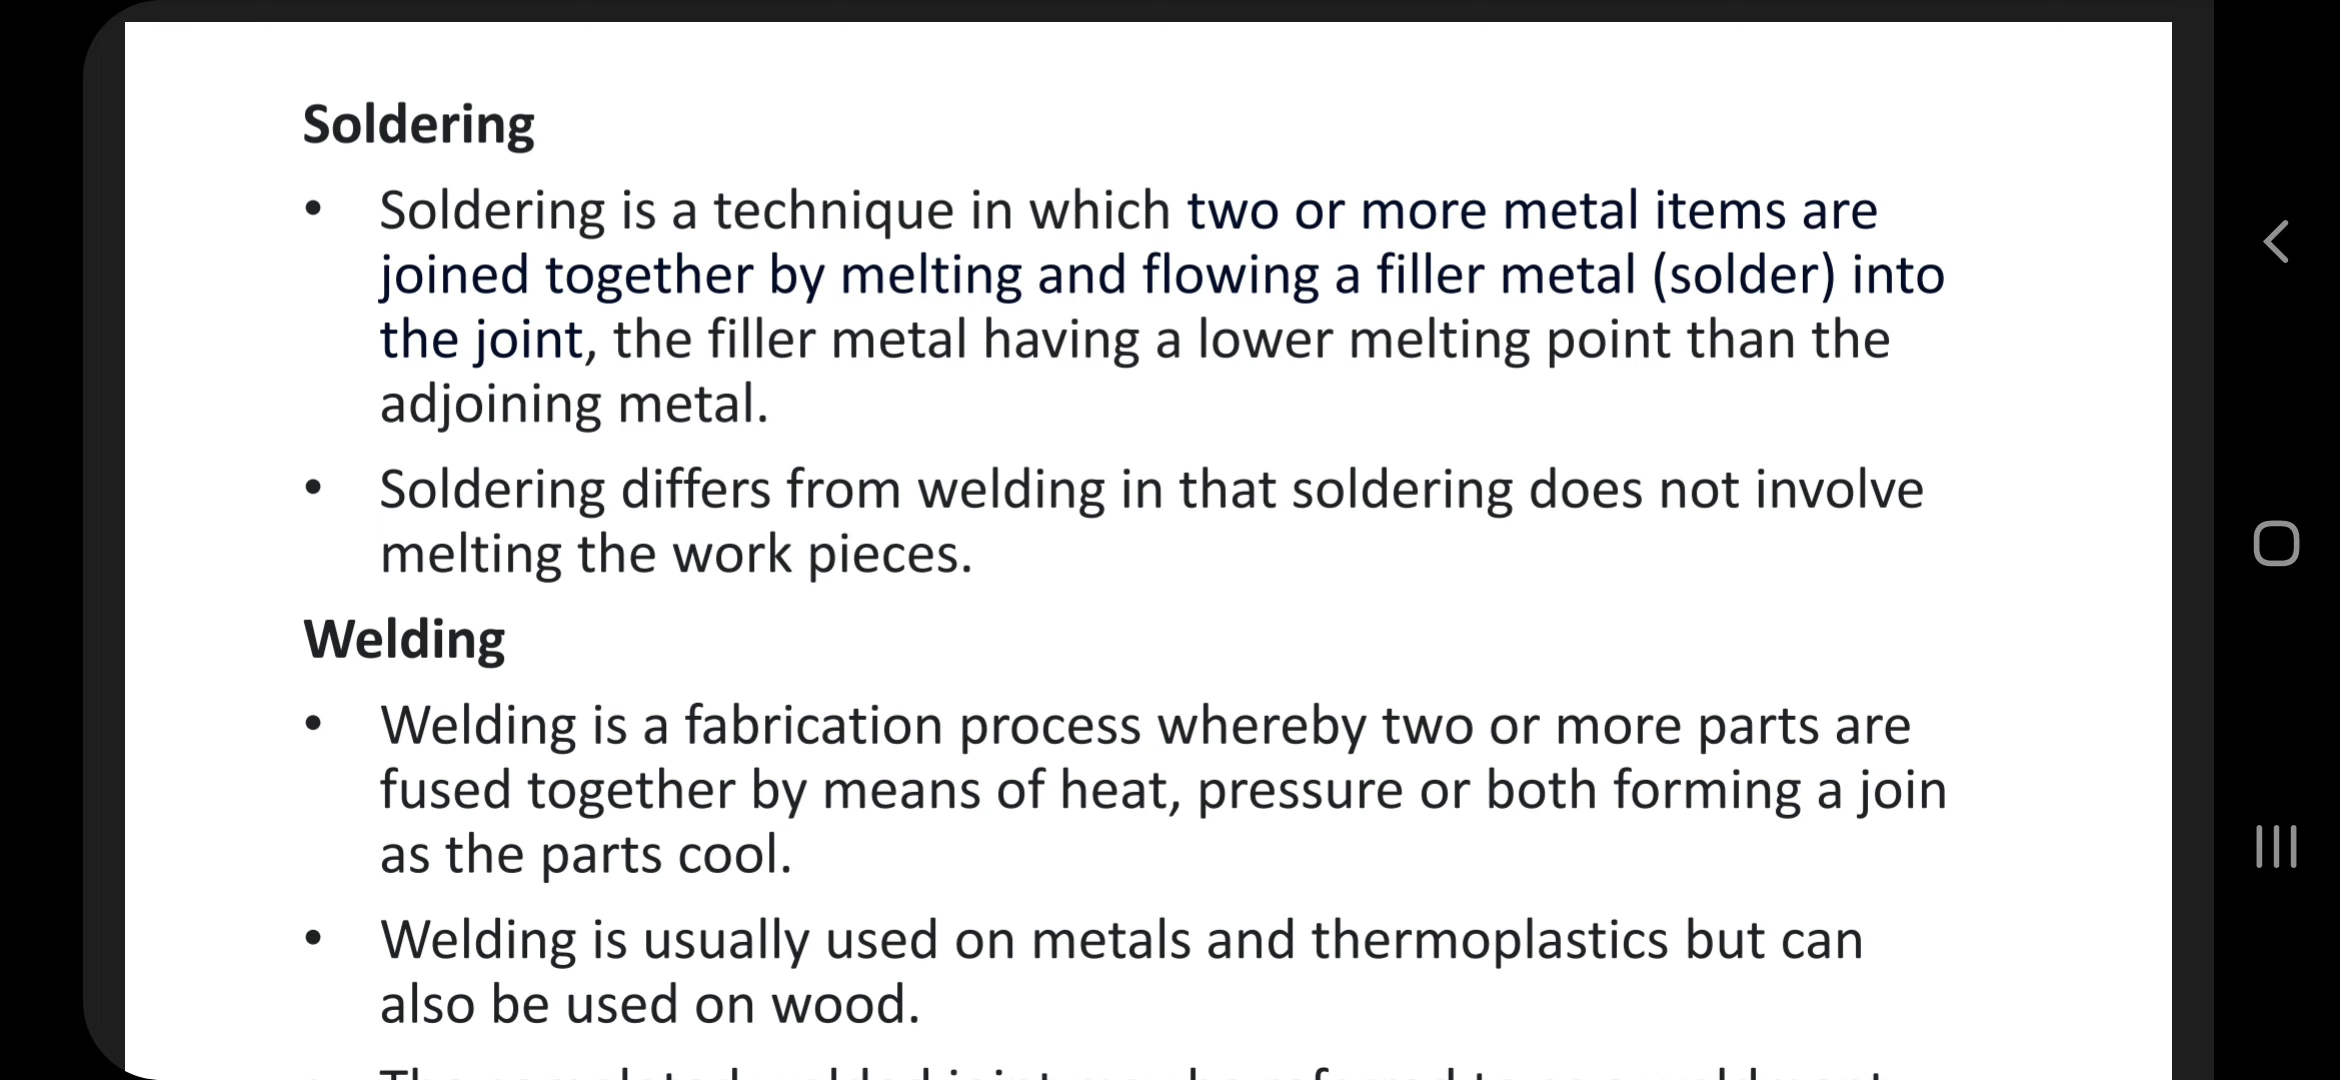 Soldering
• Soldering is a technique in which two or more metal items are
joined together by melting and flowing a filler metal (solder) into
the joint, the filler metal having a lower melting point than the
adjoining metal.
• Soldering differs from welding in that soldering does not involve
melting the work pieces.
Welding
• Welding is a fabrication process whereby two or more parts are
fused together by means of heat, pressure or both forming a join
as the parts cool.
• Welding is usually used on metals and thermoplastics but can
also be used on wood.